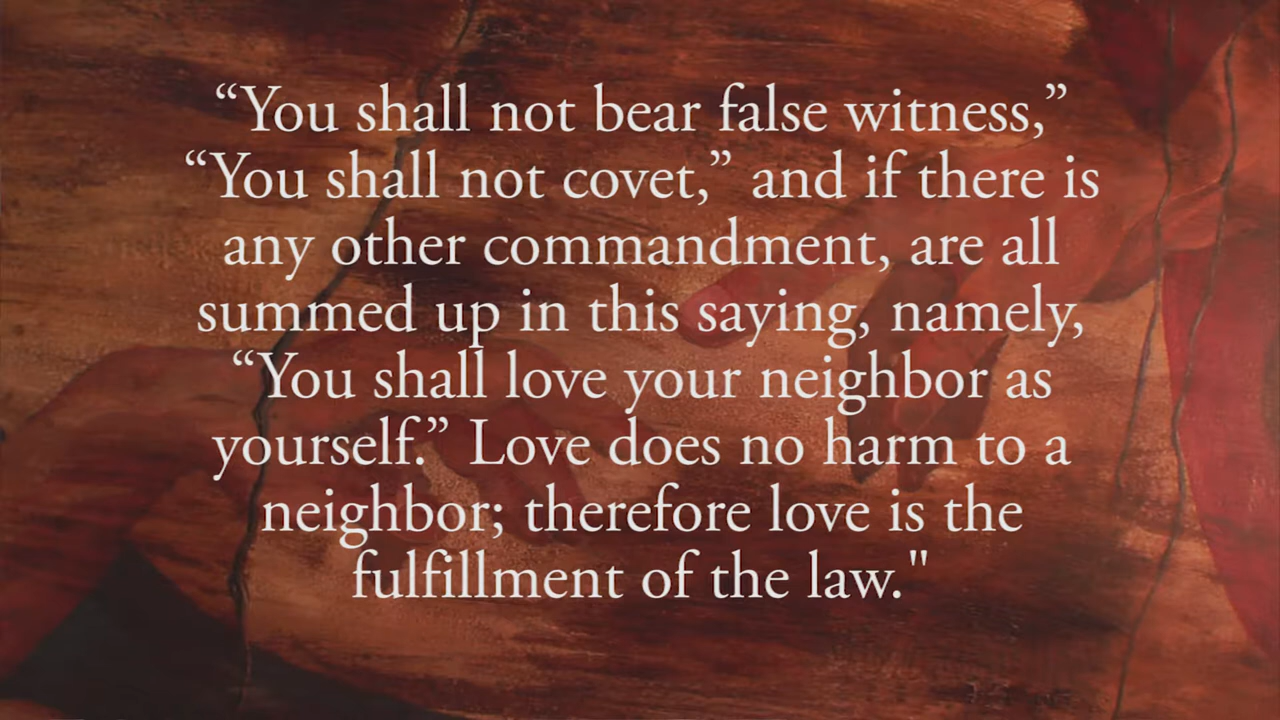 “You shall not bear false witness,”
“You shall not covet,” and if there is
any other commandment, are all
summed up in this saying, namely,
“You shall love your neighbor as
yourself.” Love does no harm to a
neighbor; therefore love is the
fulfillment of the law."